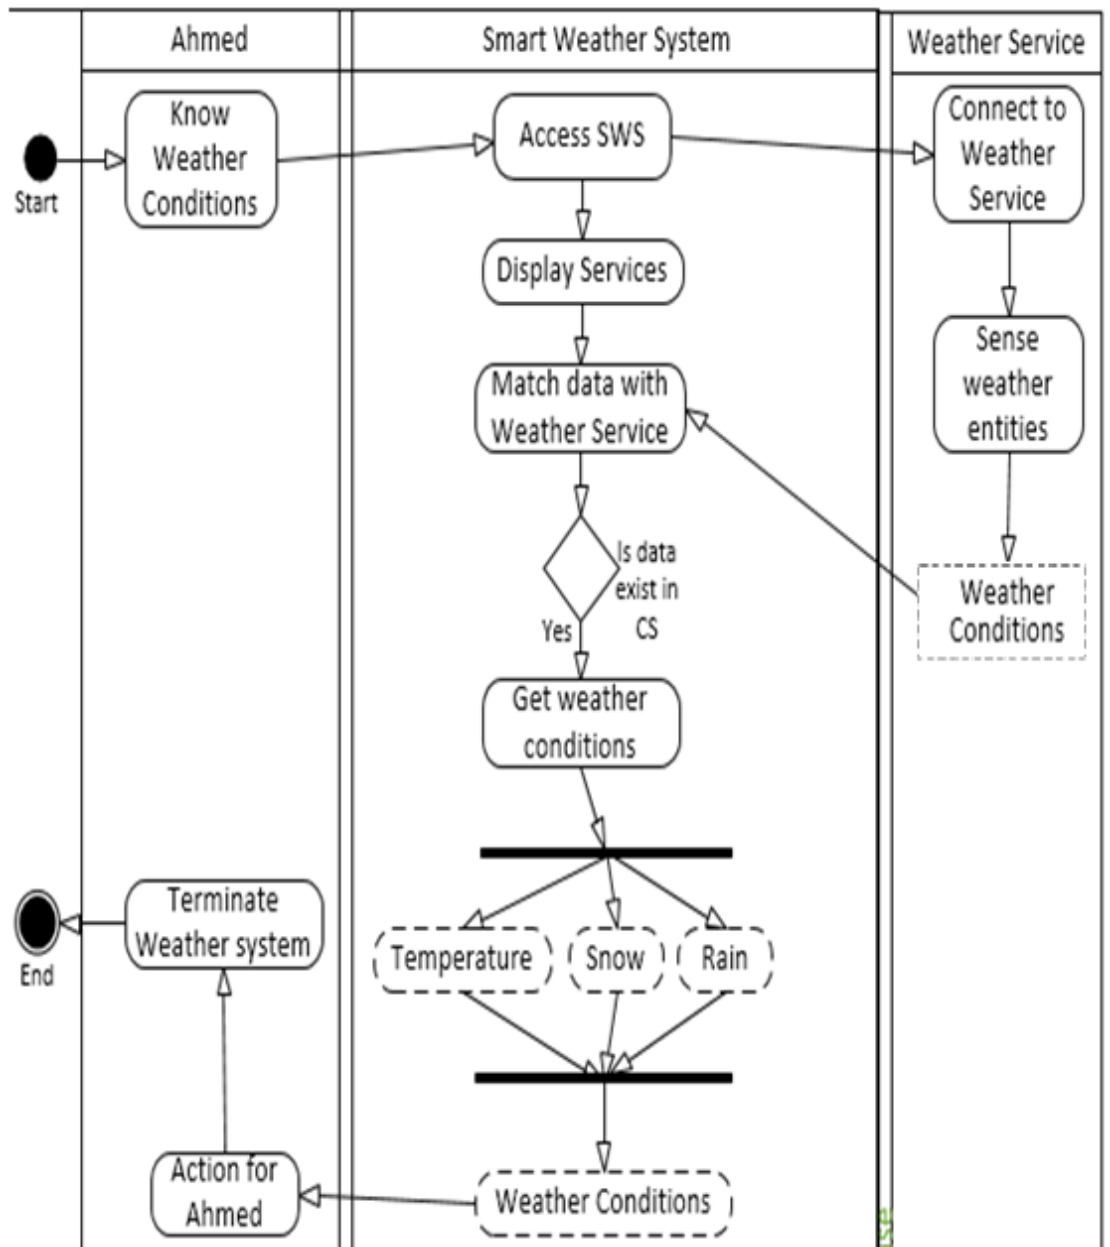 Ahmed
Smart Weather System
Weather Service
Start
Know
Weather
Conditions
Access SWS
Connect to
Weather
Service
Display Services
Sense
weather
entities
Match data with
Weather Service
Is data
exist in
CS
Yes
Weather
Conditions
Get weather
conditions
Terminate
Weather system
End
Temperature
Snow
Rain
Action for
Ahmed
Weather Conditions